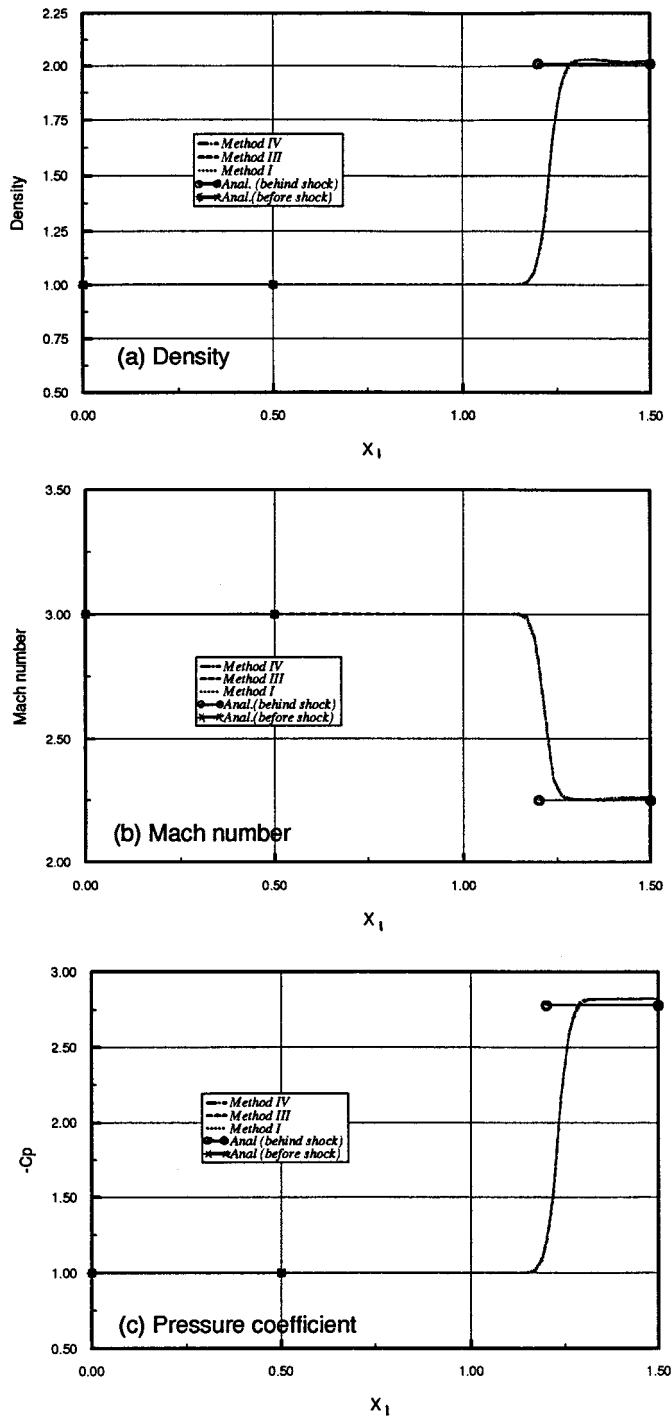 2.25
2.00
1.75
1.50
1.25
1.00
0.75
0.50
Density
Method IV
Method III
Method I
Anal. (behind shock)
Anal.(before shock)
(a) Density
0.00
0.50
1.00
1.50
X₁
3.50
3.00
2.50
2.00
Mach number
Method IV
Method III
Method I
Anal.(behind shock)
Anal.(before shock)
(b) Mach number
0.00
0.50
1.00
1.50
X₁
3.00
2.50
2.00
1.50
1.00
0.50
-Cp
Method IV
Method III
Method I
Anal (behind shock)
Anal (before shock)
(c) Pressure coefficient
0.00
0.50
1.00
1.50
X₁